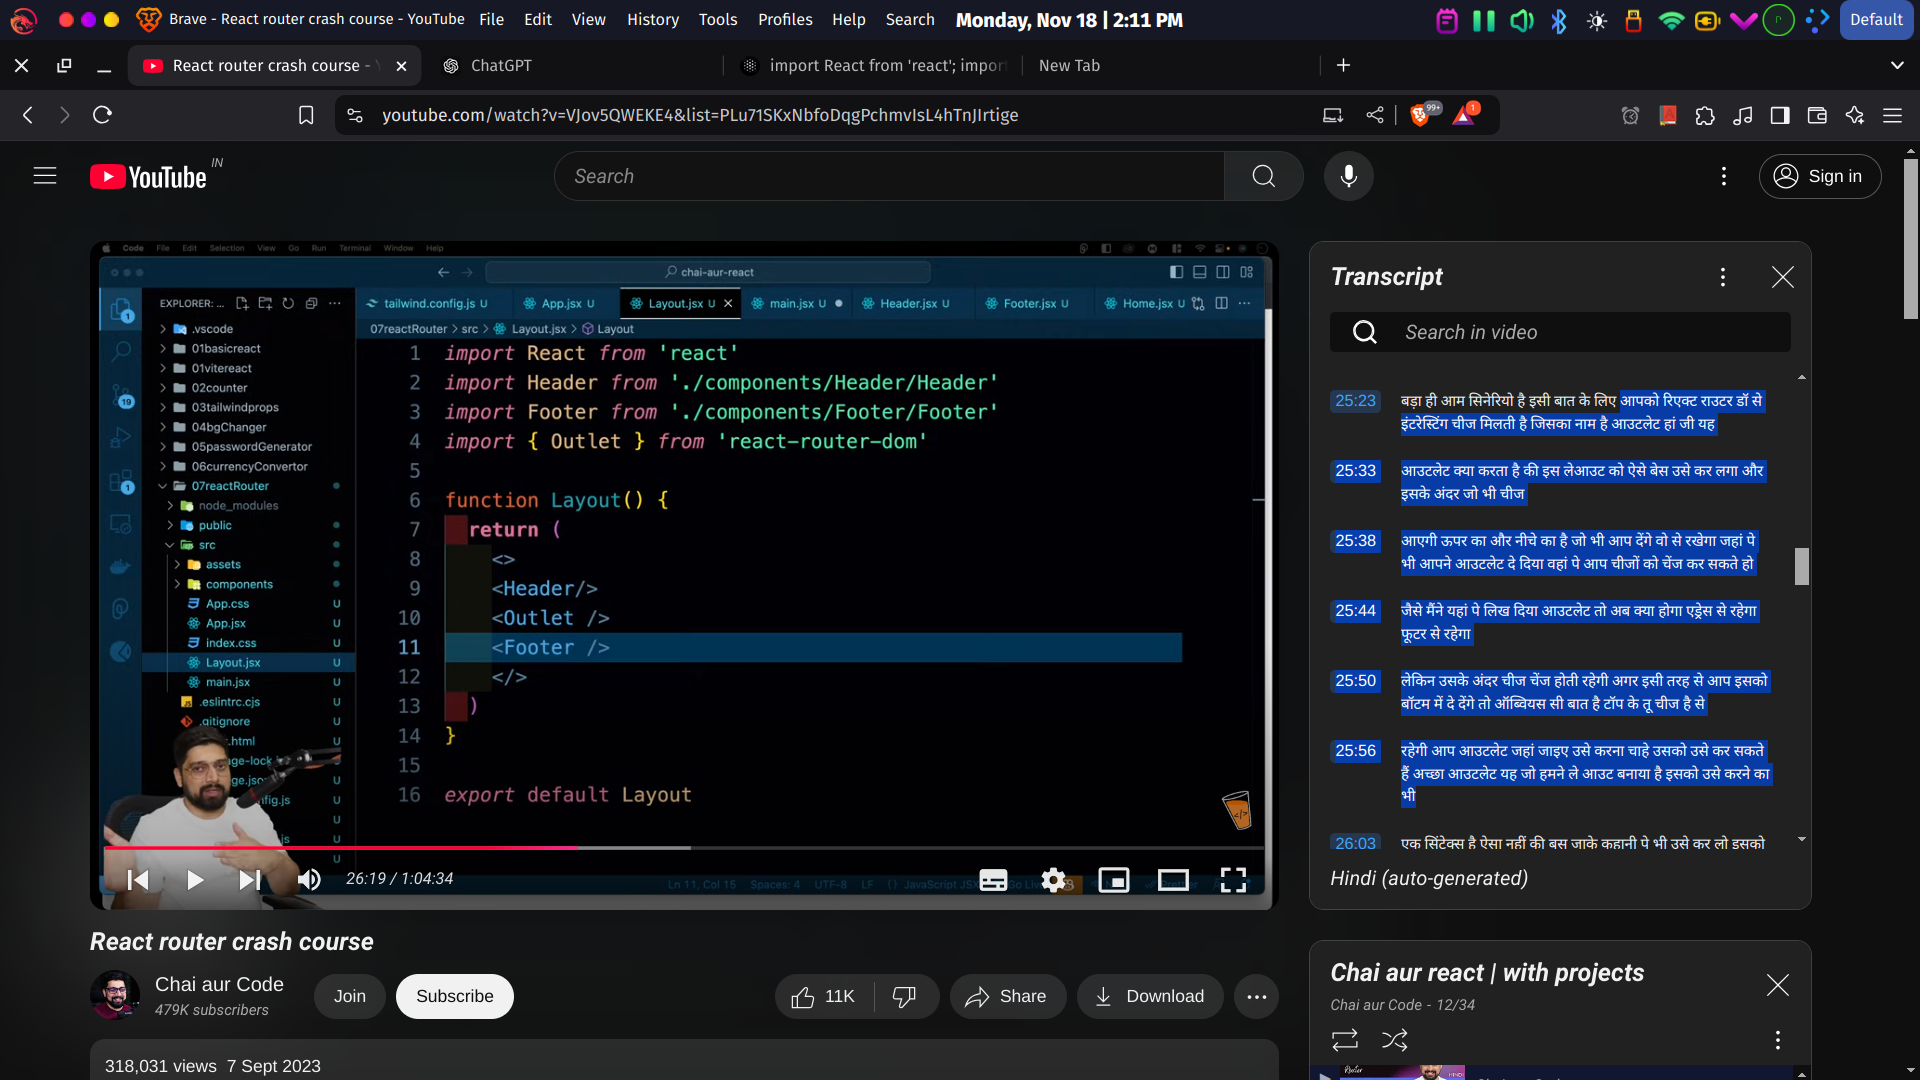 Brave - React router crash course - YouTube File Edit View History Tools Profiles Help Search Monday, Nov 18 | 2:11 PM Default
React router crash course - ChatGPT import React from 'react'; impor New Tab
youtube.com/watch?v=VJov5QWEKE4&list=PLu71SKxNbfoDqgPchmvIsL4hTnJIrtige 99+ 1
YouTube IN Search Sign in
Code File Edit Selection View Go Run Terminal Window Help
chai-aur-react
EXPLORER: ...
tailwind.config.js U App.jsx U Layout.jsx U main.jsx U Header.jsx U Footer.jsx U Home.jsx U
07reactRouter > src > Layout.jsx > Layout
.vscode
01basicreact
01vitereact
02counter
03tailwindprops
04bgChanger
05passwordGenerator
06currencyConvertor
07reactRouter
node_modules
public
src
assets
components
App.css U
App.jsx U
index.css U
Layout.jsx U
main.jsx U
.eslintrc.cjs U
.gitignore U
1 import React from 'react'
2 import Header from './components/Header/Header'
3 import Footer from './components/Footer/Footer'
4 import { Outlet } from 'react-router-dom'
5
6 function Layout() {
7 return (
8 <>
9 <Header/>
10 <Outlet />
11 <Footer />
12 </>
13 )
14 }
15
16 export default Layout
26:19 / 1:04:34
Ln 11, Col 15 Spaces: 4 UTF-8 LF {} JavaScript JSX Go Live
React router crash course
Chai aur Code
479K subscribers
Join Subscribe 11K Share Download
318,031 views 7 Sept 2023
Transcript
Search in video
25:23 बड़ा ही आम सिनेरियो है इसी बात के लिए आपको रिएक्ट राउटर डॉ से
इंटरेस्टिंग चीज मिलती है जिसका नाम है आउटलेट हां जी यह
25:33 आउटलेट क्या करता है की इस लेआउट को ऐसे बेस उसे कर लगा और
इसके अंदर जो भी चीज
25:38 आएगी ऊपर का और नीचे का है जो भी आप देंगे वो से रखेगा जहां पे
भी आपने आउटलेट दे दिया वहां पे आप चीजों को चेंज कर सकते हो
25:44 जैसे मैंने यहां पे लिख दिया आउटलेट तो अब क्या होगा एड्रेस से रहेगा
फूटर से रहेगा
25:50 लेकिन उसके अंदर चीज चेंज होती रहेगी अगर इसी तरह से आप इसको
बॉटम में दे देंगे तो ऑब्वियस सी बात है टॉप के तू चीज है से
25:56 रहेगी आप आउटलेट जहां जाइए उसे करना चाहे उसको उसे कर सकते
हैं अच्छा आउटलेट यह जो हमने ले आउट बनाया है इसको उसे करने का
भी
26:03 एक सिंटेक्स है ऐसा नहीं की बस जाके कहानी पे भी उसे कर लो इसको
Hindi (auto-generated)
Chai aur react | with projects
Chai aur Code - 12/34